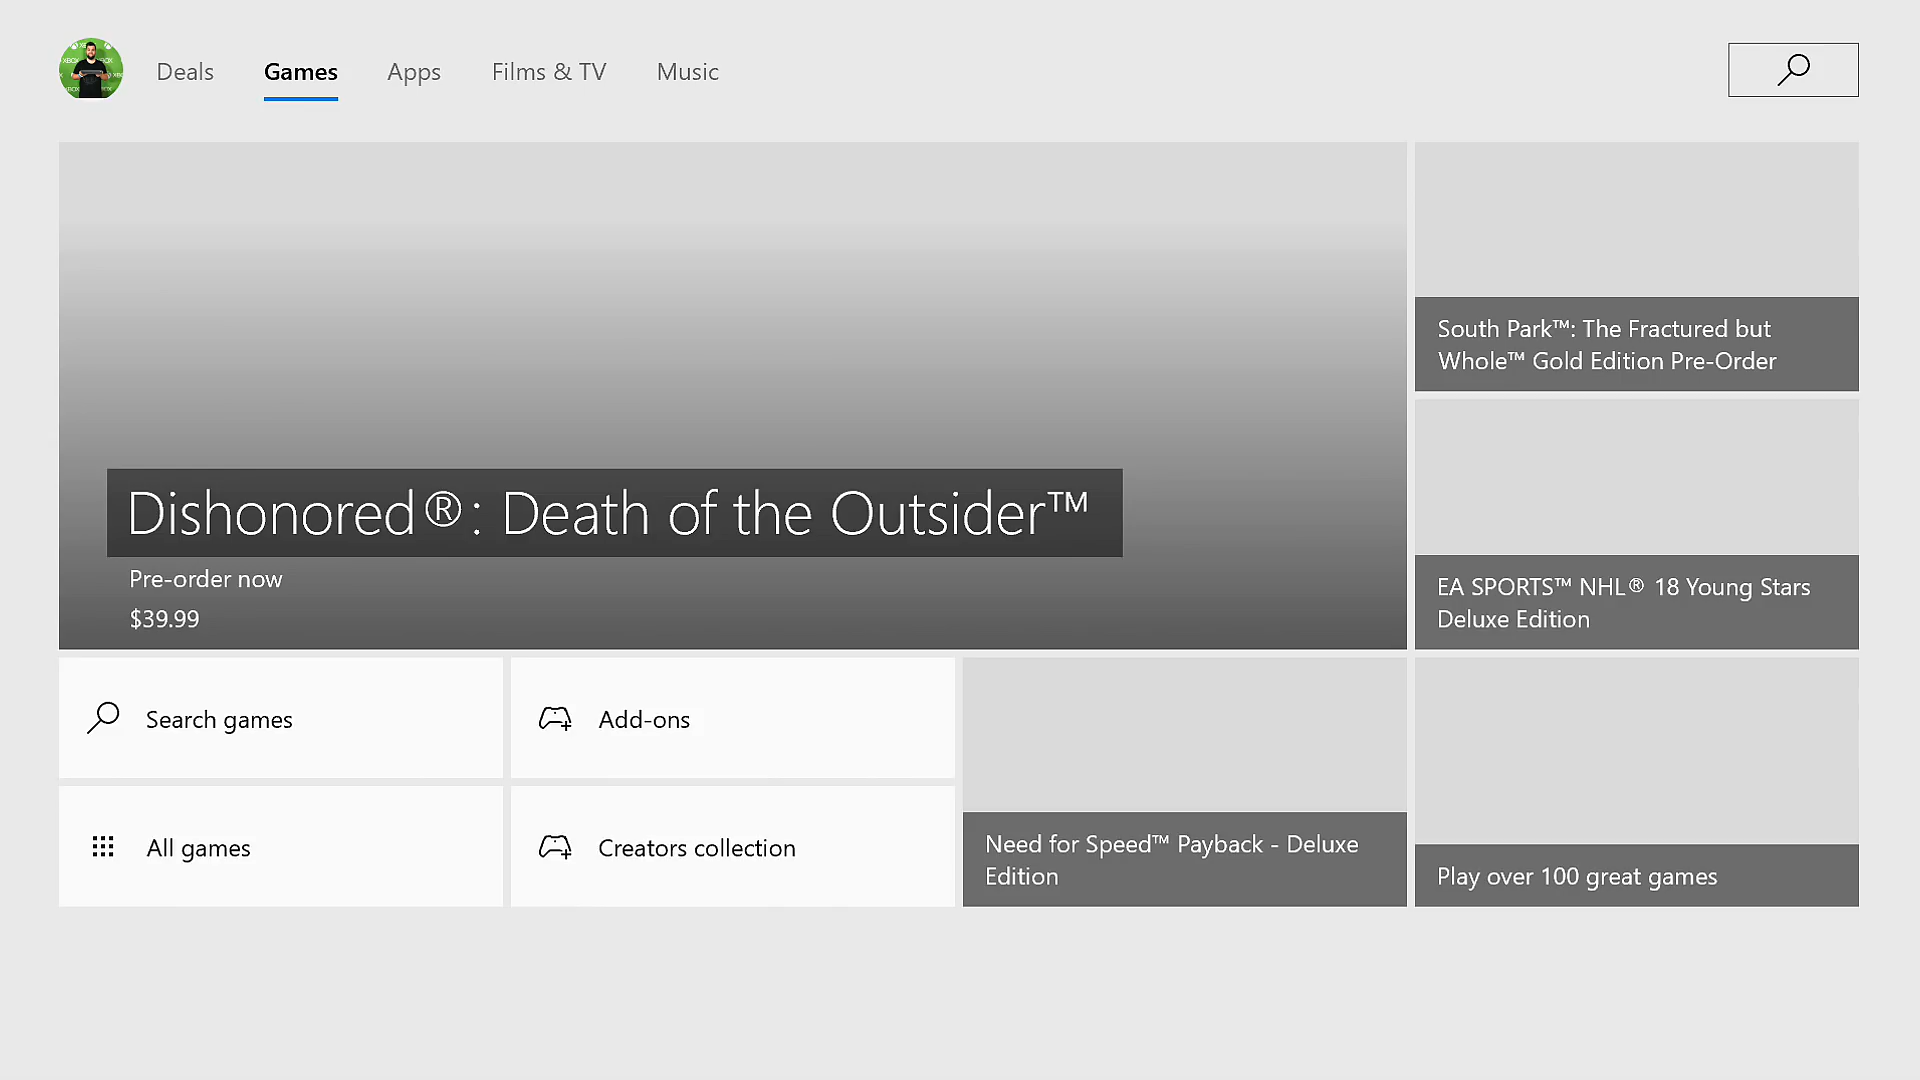 Deals
Games
Apps
Films & TV
Music
South Park™: The Fractured but
Whole™ Gold Edition Pre-Order
Dishonored®: Death of the Outsider™
Pre-order now
$39.99
EA SPORTS™ NHL® 18 Young Stars
Deluxe Edition
Search games
Add-ons
All games
Creators collection
Need for Speed™ Payback - Deluxe
Edition
Play over 100 great games